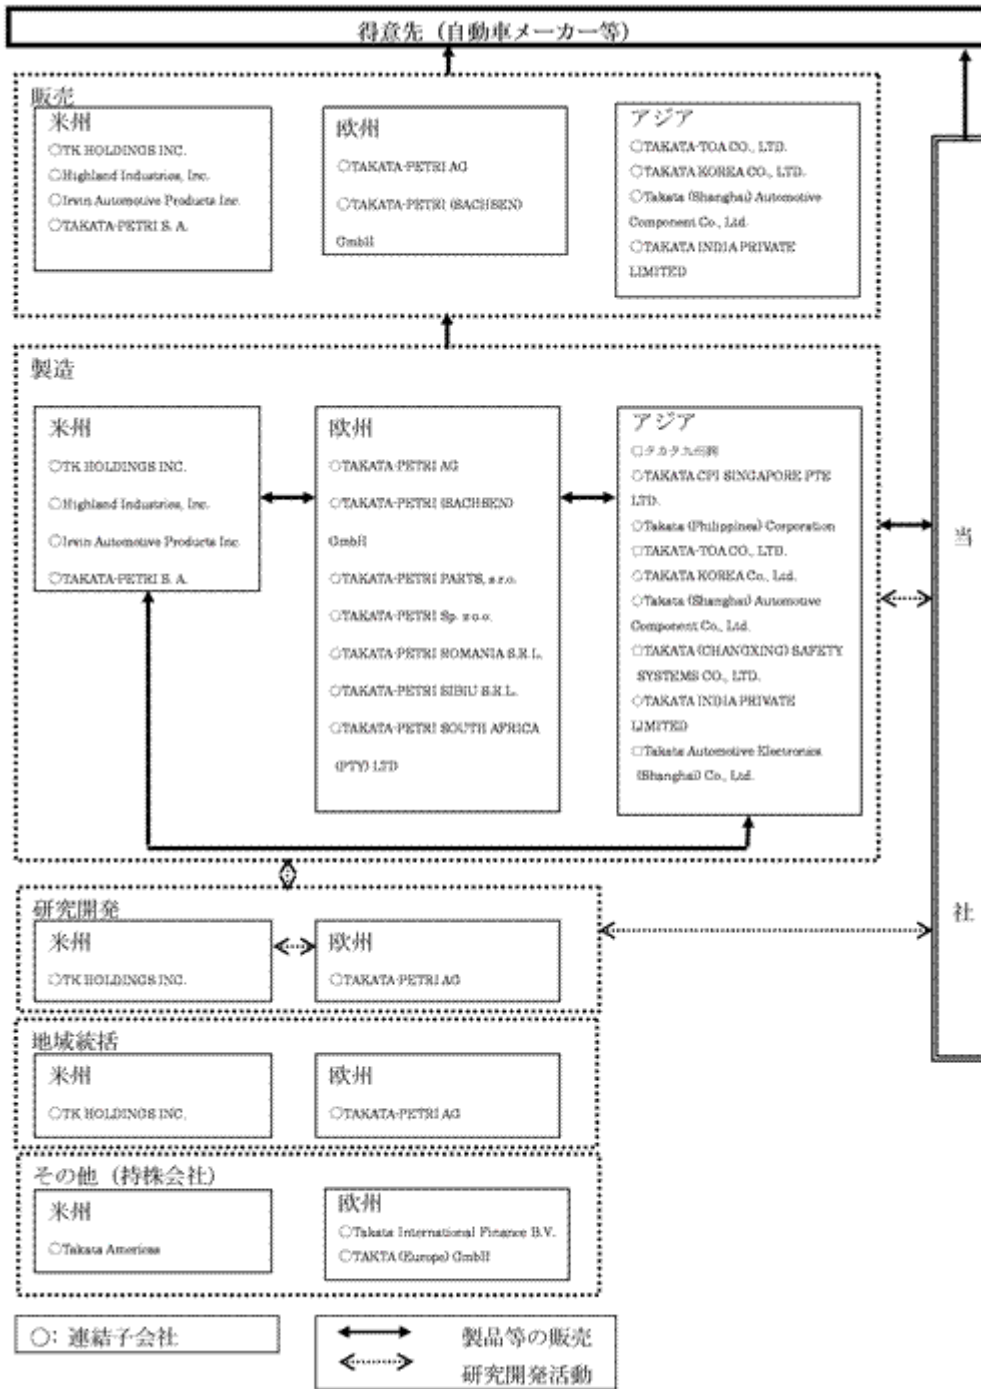 得意先（自動車メーカー等）
販売
米州
○TK HOLDINGS INC.
○Highland Industries, Inc.
○Irvin Automotive Products Inc.
○TAKATA-PETRI S. A.
欧州
○TAKATA-PETRI AG
○TAKATA-PETRI (SACHSEN)
GmbH
アジア
○TAKATA-TOA CO., LTD.
○TAKATA KOREA CO., LTD.
○Takata (Shanghai) Automotive
Component Co., Ltd.
○TAKATA INDIA PRIVATE
LIMITED
製造
米州
○TK HOLDINGS INC.
○Highland Industries, Inc.
○Irvin Automotive Products Inc.
○TAKATA-PETRI S. A.
欧州
○TAKATA-PETRI AG
○TAKATA-PETRI (SACHSEN)
GmbH
○TAKATA-PETRI PARTS, s.r.o.
○TAKATA-PETRI Sp. z o.o.
○TAKATA-PETRI ROMANIA S.R.L.
○TAKATA-PETRI SIBIU S.R.L.
○TAKATA-PETRI SOUTH AFRICA
(PTY) LTD
アジア
○タカタ九州㈱
○TAKATA CPI SINGAPORE PTE
LTD.
○Takata (Philippines) Corporation
○TAKATA-TOA CO., LTD.
○TAKATA KOREA Co., Ltd.
○Takata (Shanghai) Automotive
Component Co., Ltd.
○TAKATA (CHANGXING) SAFETY
SYSTEMS CO., LTD.
○TAKATA INDIA PRIVATE
LIMITED
○Takata Automotive Electronics
(Shanghai) Co., Ltd.
当
社
研究開発
米州
○TK HOLDINGS INC.
欧州
○TAKATA-PETRI AG
地域統括
米州
○TK HOLDINGS INC.
欧州
○TAKATA-PETRI AG
その他（持株会社）
米州
○Takata Americas
欧州
○Takata International Finance B.V.
○TAKTA (Europe) GmbH
○: 連結子会社
製品等の販売
研究開発活動